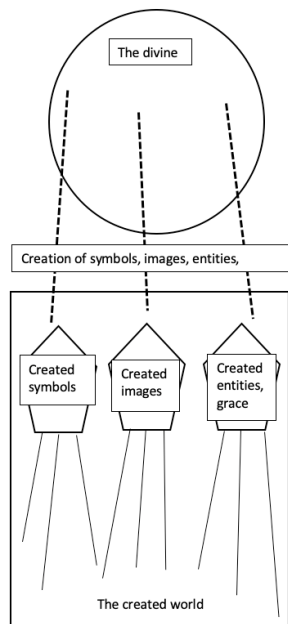 The divine
Creation of symbols, images, entities,
Created
symbols
Created
images
Created
entities,
grace
The created world